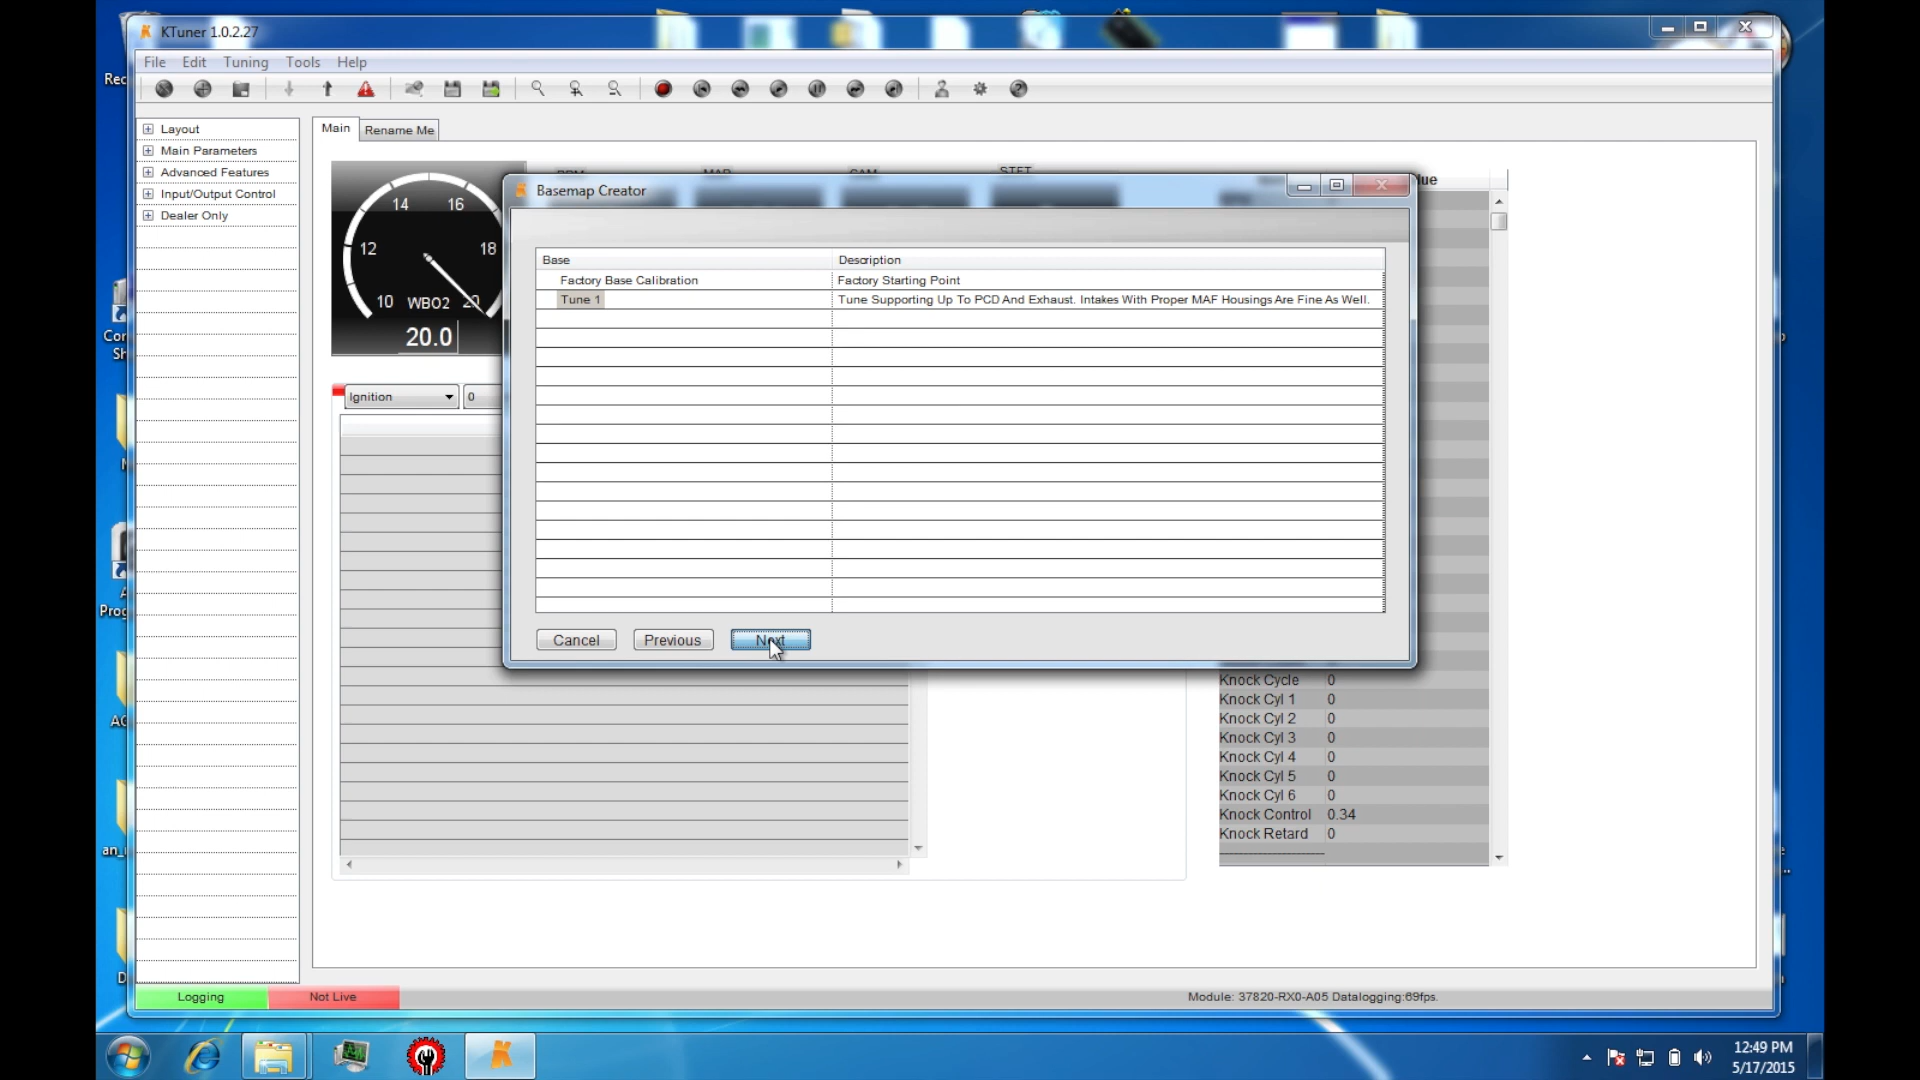 KTuner 1.0.2.27
File Edit Tuning Tools Help
Layout
Main Parameters
Advanced Features
Input/Output Control
Dealer Only
Main Rename Me
14 16
12 18
10 WBO2 20
20.0
Ignition 0
Basemap Creator
Base Description
Factory Base Calibration Factory Starting Point
Tune 1 Tune Supporting Up To PCD And Exhaust. Intakes With Proper MAF Housings Are Fine As Well.
Cancel Previous Next
Knock Cycle 0
Knock Cyl 1 0
Knock Cyl 2 0
Knock Cyl 3 0
Knock Cyl 4 0
Knock Cyl 5 0
Knock Cyl 6 0
Knock Control 0.34
Knock Retard 0
Logging Not Live Module: 37820-RX0-A05 Datalogging:69fps.
12:49 PM
5/17/2015